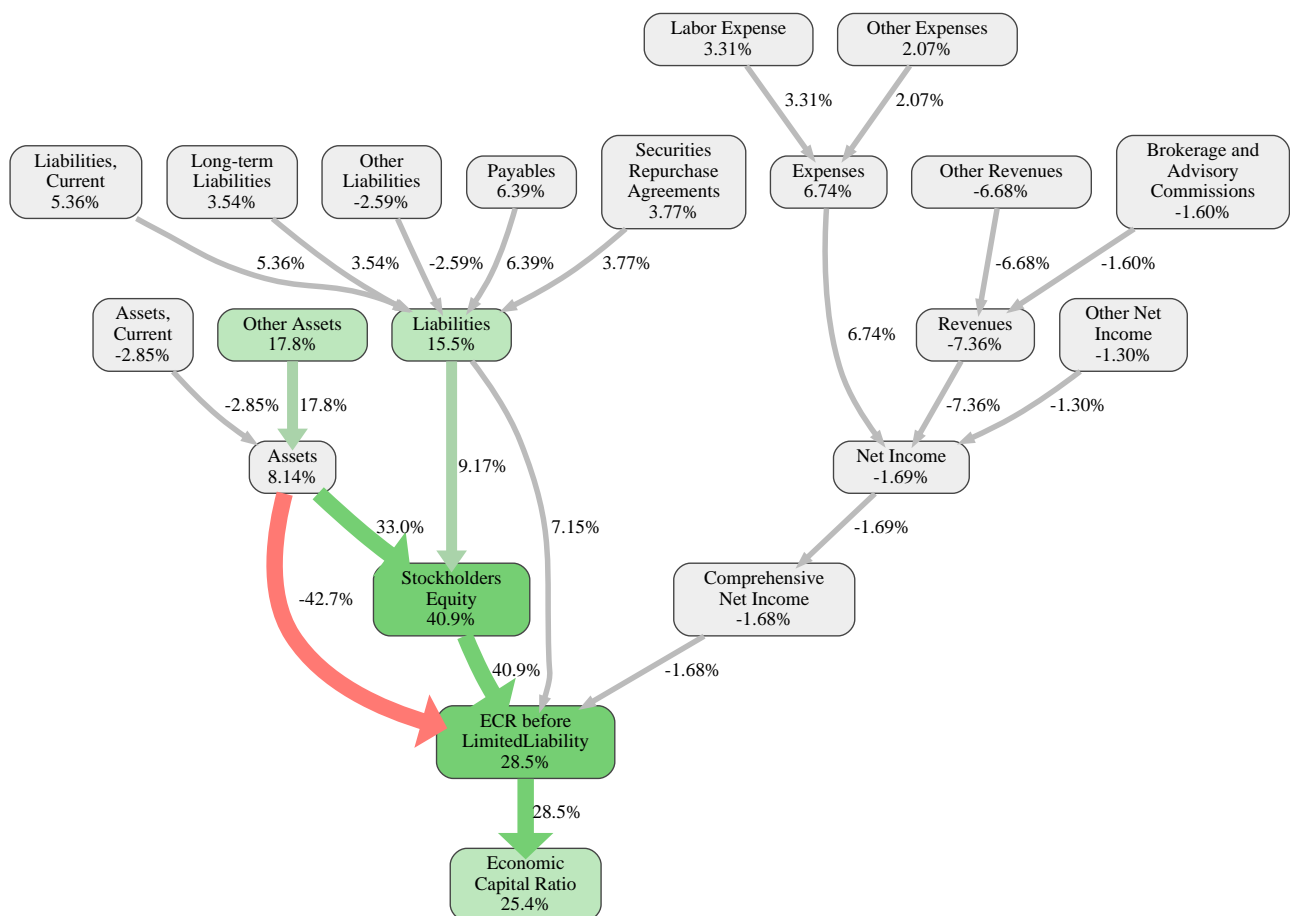 Labor Expense
3.31%
Other Expenses
2.07%
3.31%
2.07%
Liabilities,
Current
5.36%
Long-term
Liabilities
3.54%
Other
Liabilities
-2.59%
Payables
6.39%
Securities
Repurchase
Agreements
3.77%
Expenses
6.74%
Other Revenues
-6.68%
Brokerage and
Advisory
Commissions
-1.60%
5.36%
3.54%
-2.59%
6.39%
3.77%
-6.68%
-1.60%
Assets,
Current
-2.85%
Other Assets
17.8%
Liabilities
15.5%
6.74%
Revenues
-7.36%
Other Net
Income
-1.30%
-2.85%
17.8%
-7.36%
-1.30%
Assets
8.14%
9.17%
Net Income
-1.69%
33.0%
7.15%
-1.69%
-42.7%
Stockholders
Equity
40.9%
Comprehensive
Net Income
-1.68%
40.9%
-1.68%
ECR before
LimitedLiability
28.5%
28.5%
Economic
Capital Ratio
25.4%